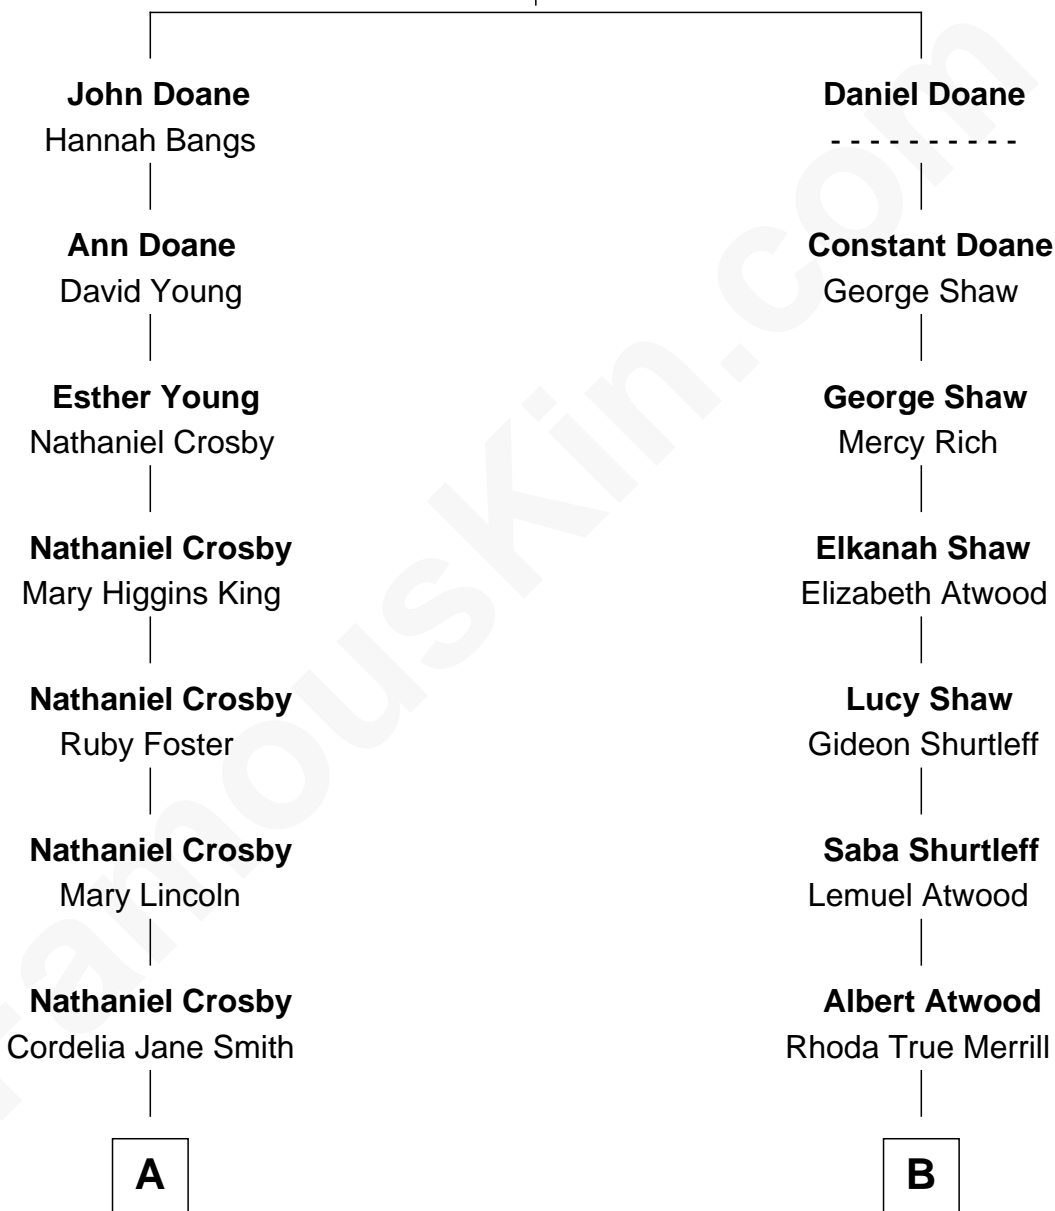 John Doane
Hannah Bangs
Ann Doane
David Young
Esther Young
Nathaniel Crosby
Nathaniel Crosby
Mary Higgins King
Nathaniel Crosby
Ruby Foster
Nathaniel Crosby
Mary Lincoln
Nathaniel Crosby
Cordelia Jane Smith
A
Daniel Doane
- - - - - - - - - -
Constant Doane
George Shaw
George Shaw
Mercy Rich
Elkanah Shaw
Elizabeth Atwood
Lucy Shaw
Gideon Shurtleff
Saba Shurtleff
Lemuel Atwood
Albert Atwood
Rhoda True Merrill
B
FamousKin.com